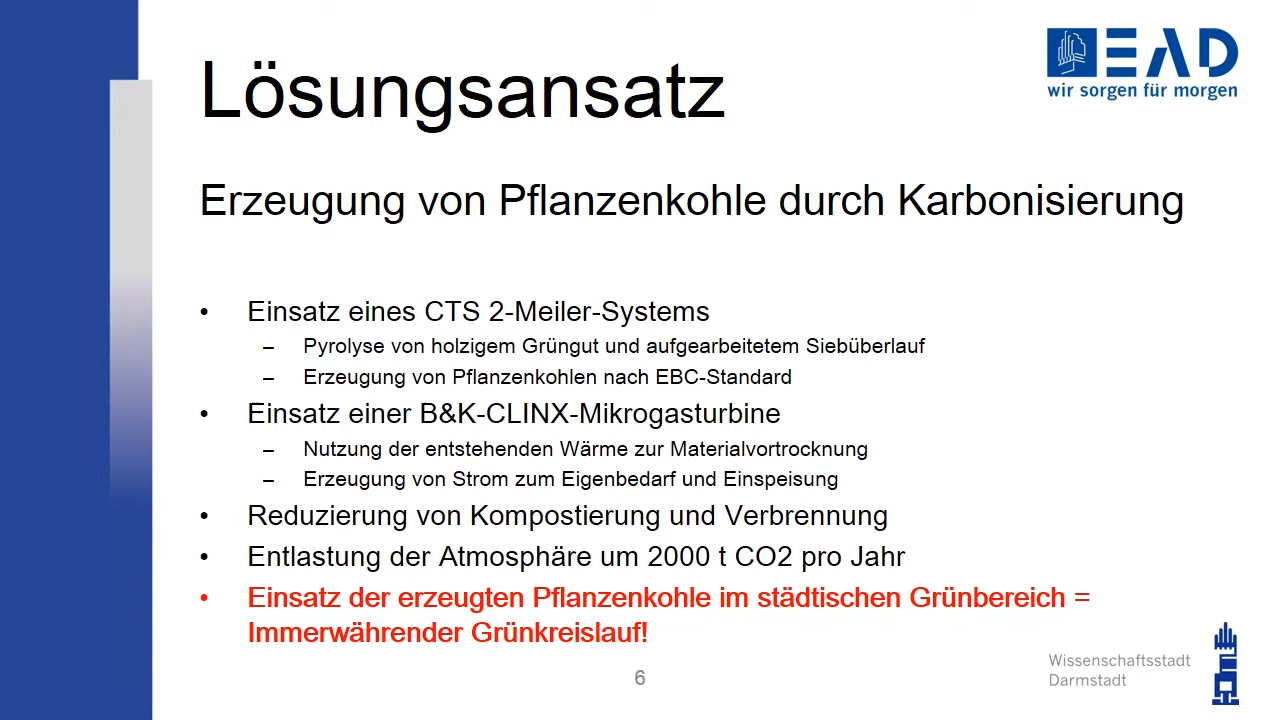 Lösungsansatz
EAD
wir sorgen für morgen
Erzeugung von Pflanzenkohle durch Karbonisierung
• Einsatz eines CTS 2-Meiler-Systems
– Pyrolyse von holzigem Grüngut und aufgearbeitetem Siebüberlauf
– Erzeugung von Pflanzenkohlen nach EBC-Standard
• Einsatz einer B&K-CLINX-Mikrogasturbine
– Nutzung der entstehenden Wärme zur Materialvortrocknung
– Erzeugung von Strom zum Eigenbedarf und Einspeisung
• Reduzierung von Kompostierung und Verbrennung
• Entlastung der Atmosphäre um 2000 t CO2 pro Jahr
• Einsatz der erzeugten Pflanzenkohle im städtischen Grünbereich =
Immerwährender Grünkreislauf!
6
Wissenschaftsstadt
Darmstadt